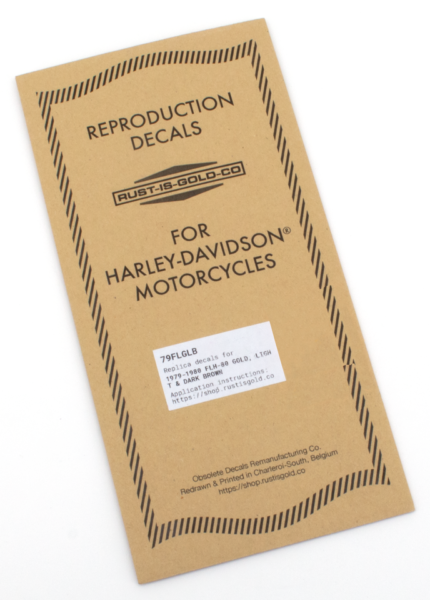 REPRODUCTION
DECALS
RUST-IS-GOLD-CO
FOR
HARLEY-DAVIDSON®
MOTORCYCLES
79FLGLB
Replica decals for
1979-1980 FLH-80 GOLD, LIGH
T & DARK BROWN
Application instructions:
https://shop.rustisgold.co
Obsolete Decals Remanufacturing Co.
Redrawn & Printed in Charleroi-South, Belgium
https://shop.rustisgold.co